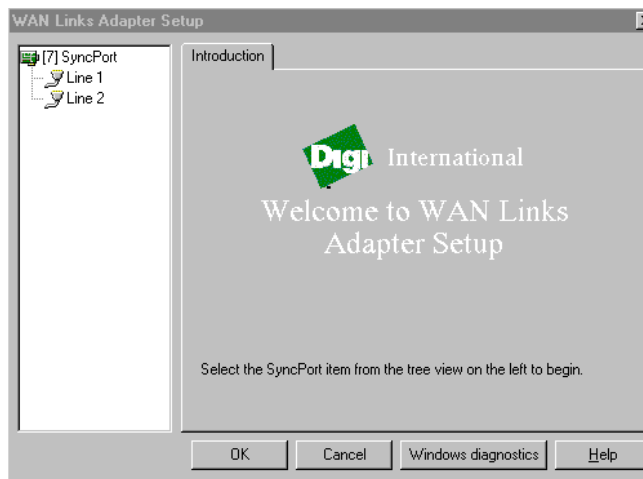 WAN Links Adapter Setup
[7] SyncPort
Line 1
Line 2
Introduction
Digi International
Welcome to WAN Links
Adapter Setup
Select the SyncPort item from the tree view on the left to begin.
OK
Cancel
Windows diagnostics
Help